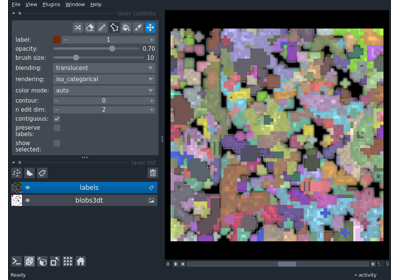 File View Plugins Window Help
layer controls
label: 1
opacity: 0.70
brush size: 10
blending: translucent
rendering: iso_categorical
color mode: auto
contour: 0
n edit dim: 2
contiguous:
preserve
labels:
show
selected:
layer list
labels
blobs3dt
Ready
activity